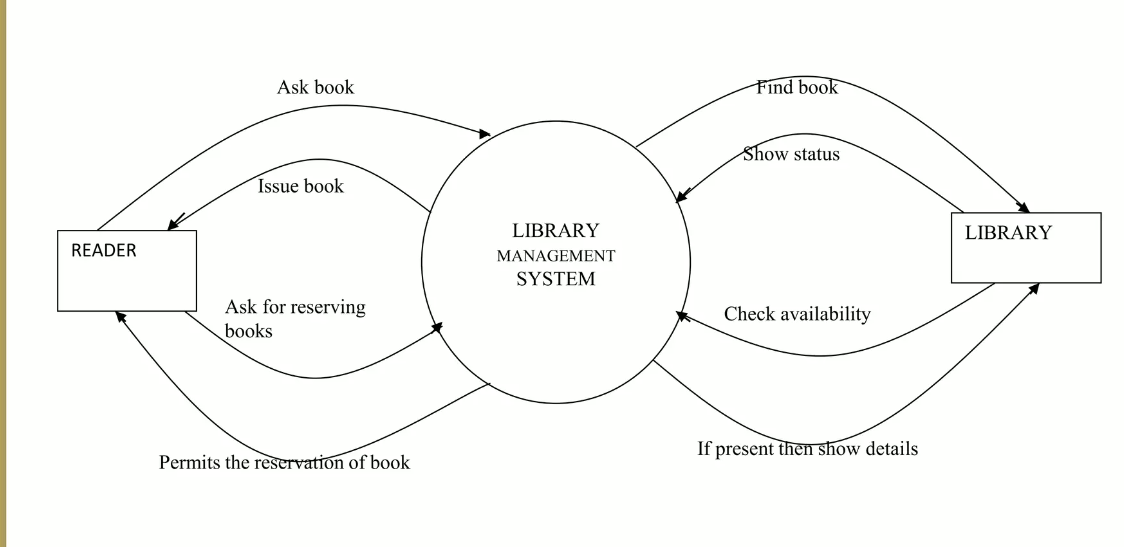 Ask book
Find book
Show status
Issue book
LIBRARY
MANAGEMENT
SYSTEM
READER
LIBRARY
Ask for reserving
books
Check availability
Permits the reservation of book
If present then show details